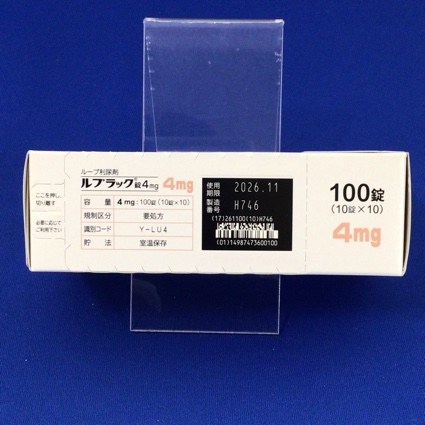 ここを押し、
切り離す
必要に応じて
ご利用下さい
ループ利尿剤
ルプラック®錠4mg 4mg
容量 4mg:100錠(10錠×10)
規制区分 要処方
識別コード Y-LU4
貯法 室温保存
使用期限 2026.11
製造番号 H746
(17)261100(10)H746
(01)14987473600100
100錠
(10錠×10)
4mg